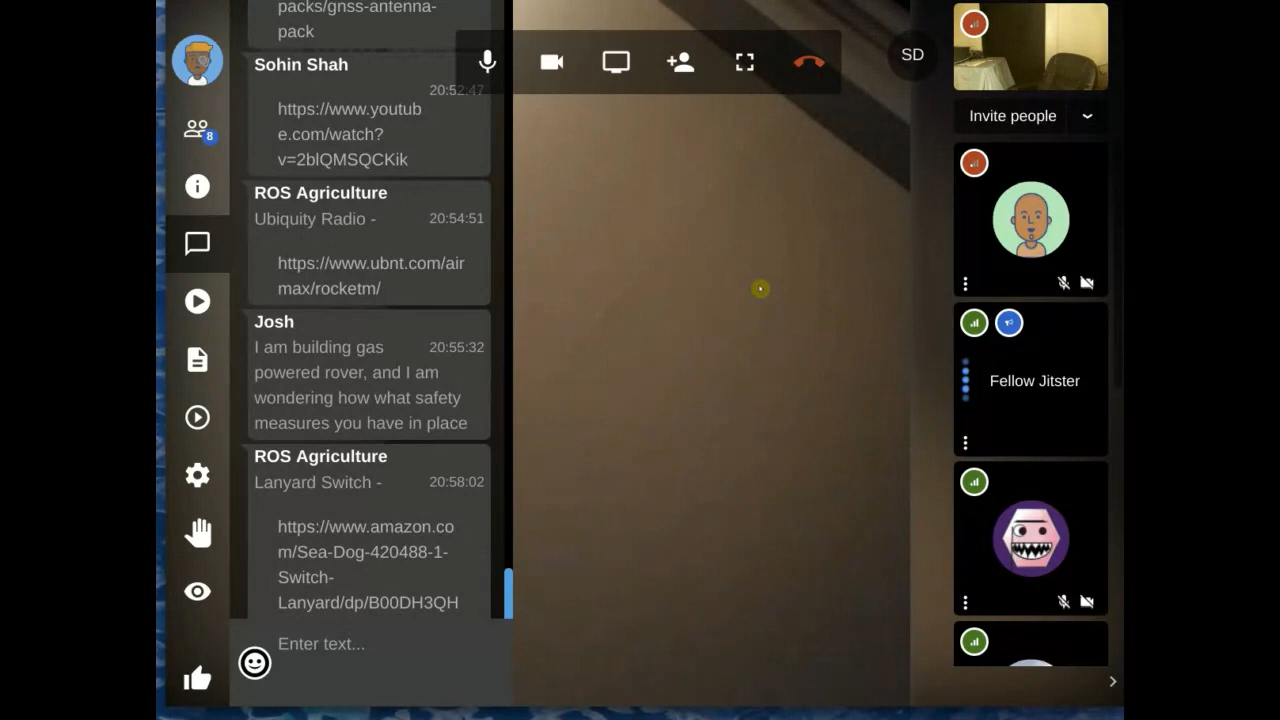 packs/gnss-antenna-
pack
Sohin Shah
20:52:47
https://www.youtub
e.com/watch?
v=2blQMSQCKik
ROS Agriculture
Ubiquity Radio - 20:54:51
https://www.ubnt.com/air
max/rocketm/
Josh
I am building gas 20:55:32
powered rover, and I am
wondering how what safety
measures you have in place
ROS Agriculture
Lanyard Switch - 20:58:02
https://www.amazon.co
m/Sea-Dog-420488-1-
Switch-
Lanyard/dp/B00DH3QH
Enter text...
8
SD
Invite people
Fellow Jitster